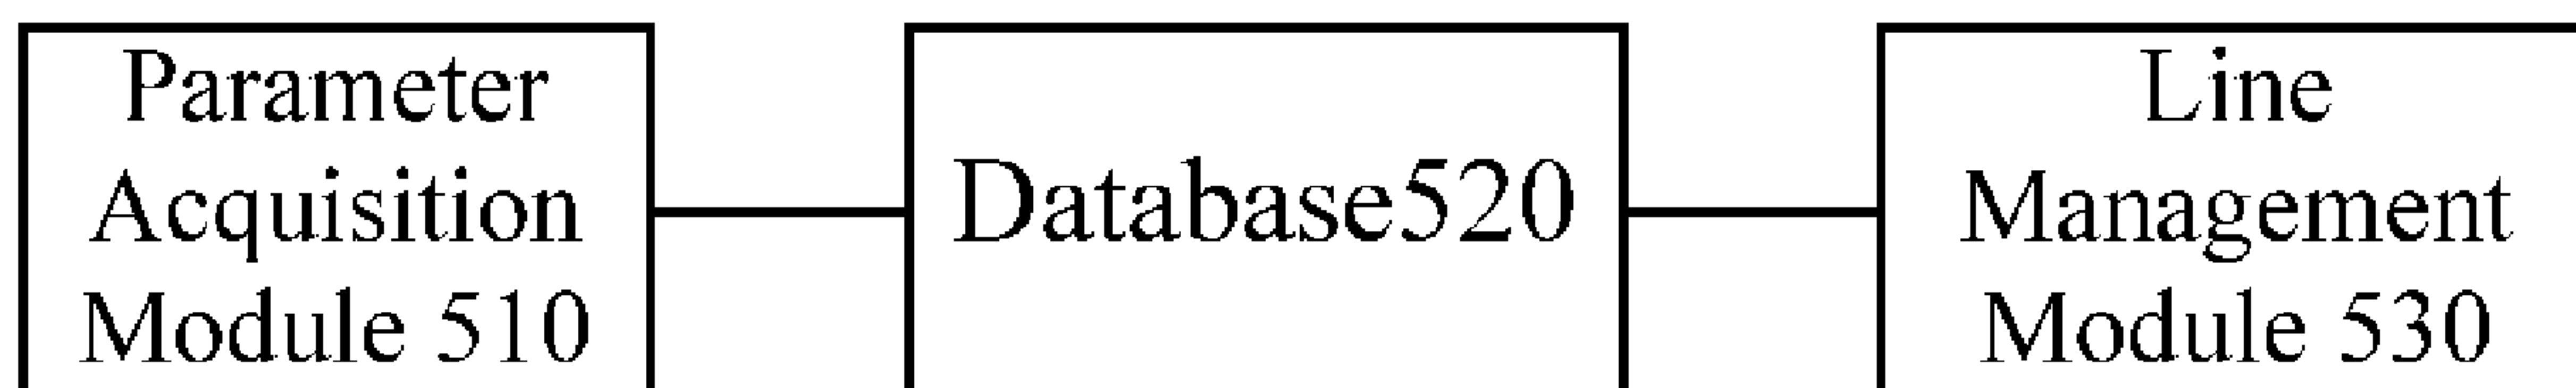 Parameter
Acquisition
Module 510
Database520
Line
Management
Module 530